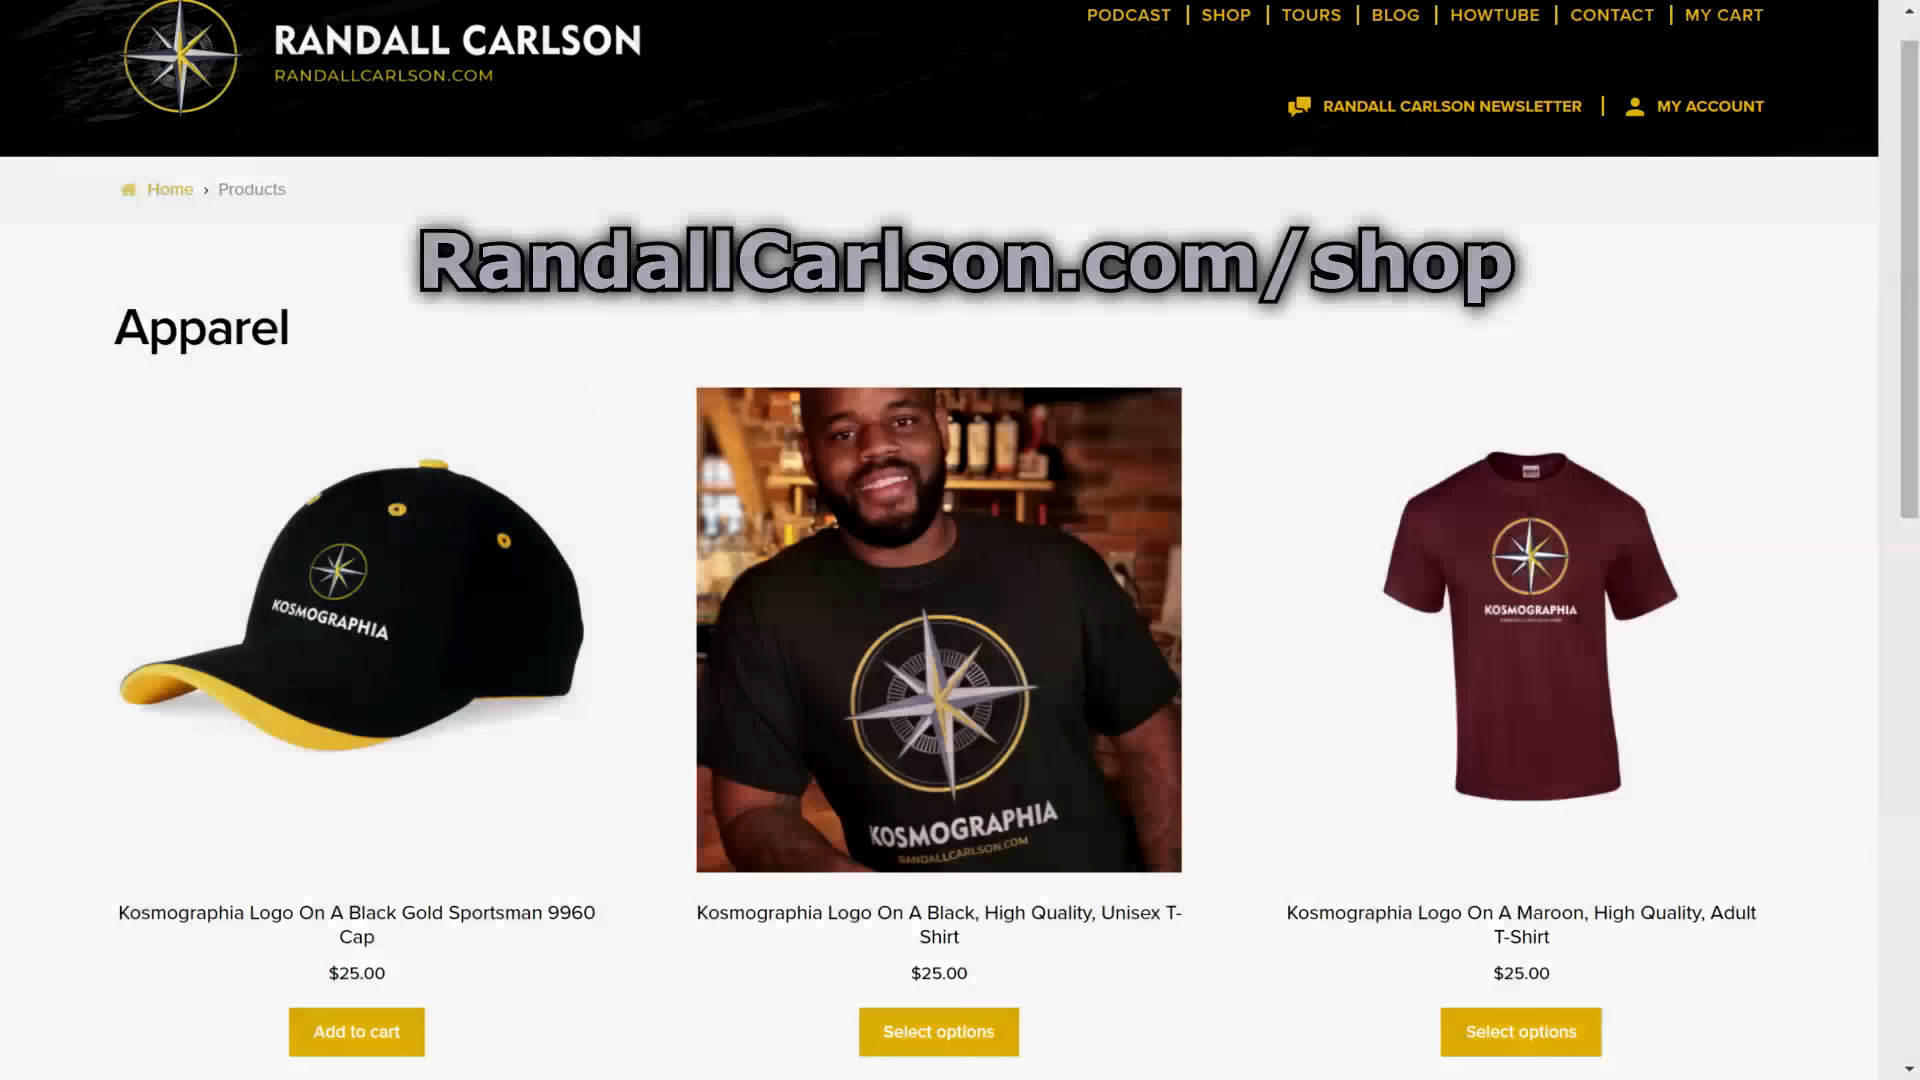 RANDALL CARLSON
RANDALLCARLSON.COM
PODCAST | SHOP | TOURS | BLOG | HOWTUBE | CONTACT | MY CART
RANDALL CARLSON NEWSLETTER | MY ACCOUNT
Home › Products
RandallCarlson.com/shop
Apparel
KOSMOGRAPHIA
KOSMOGRAPHIA
RANDALLCARLSON.COM
KOSMOGRAPHIA
Kosmographia Logo On A Black Gold Sportsman 9960
Cap
$25.00
Add to cart
Kosmographia Logo On A Black, High Quality, Unisex T-
Shirt
$25.00
Select options
Kosmographia Logo On A Maroon, High Quality, Adult
T-Shirt
$25.00
Select options